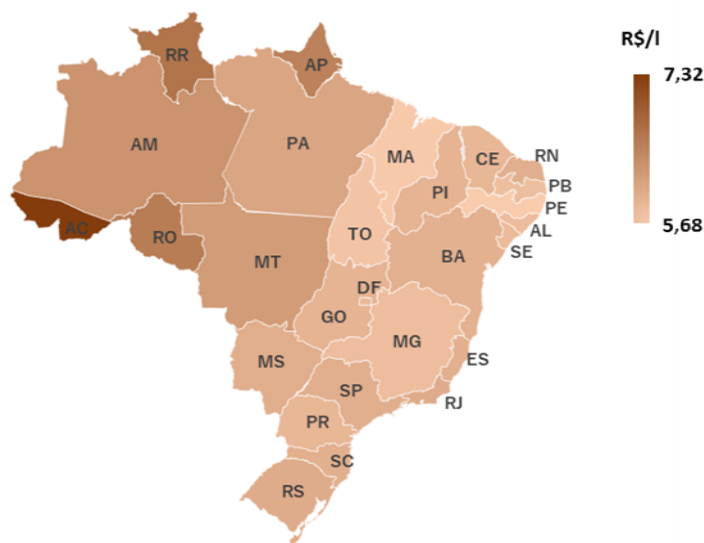 R$/l
7,32
5,68
RR
AP
AM
PA
MA
CE
RN
PI
PB
PE
AL
SE
AC
RO
TO
BA
MT
DF
GO
MG
ES
MS
SP
RJ
PR
SC
RS